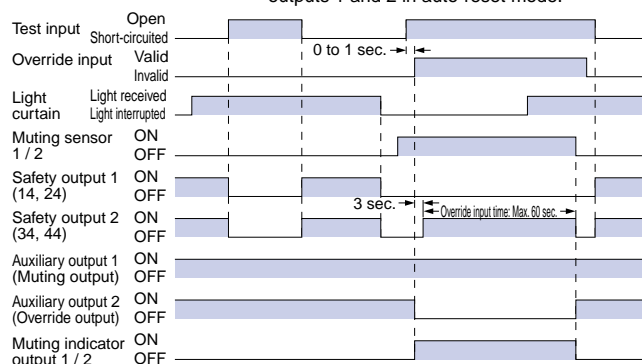 outputs 1 and 2 in auto reset mode.
Test input Open
Short-circuited
0 to 1 sec.
Override input Valid
Invalid
Light curtain Light received
Light interrupted
Muting sensor 1 / 2 ON
OFF
Safety output 1 (14, 24) ON
OFF
3 sec.
Override input time: Max. 60 sec.
Safety output 2 (34, 44) ON
OFF
Auxiliary output 1 (Muting output) ON
OFF
Auxiliary output 2 (Override output) ON
OFF
Muting indicator output 1 / 2 ON
OFF